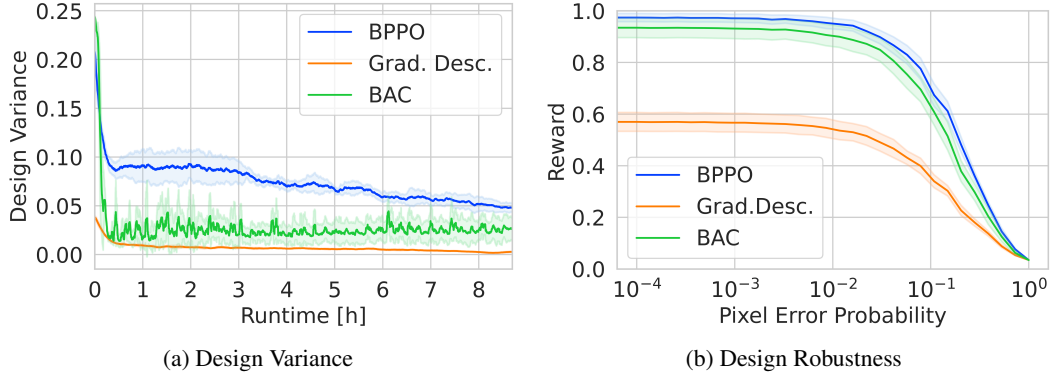 Design Variance
0.25
0.20
0.15
0.10
0.05
0.00
BPPO
Grad. Desc.
BAC
0 1 2 3 4 5 6 7 8
Runtime [h]
(a) Design Variance
Reward
1.0
0.8
0.6
0.4
0.2
0.0
BPPO
Grad.Desc.
BAC
10⁻⁴ 10⁻³ 10⁻² 10⁻¹ 10⁰
Pixel Error Probability
(b) Design Robustness